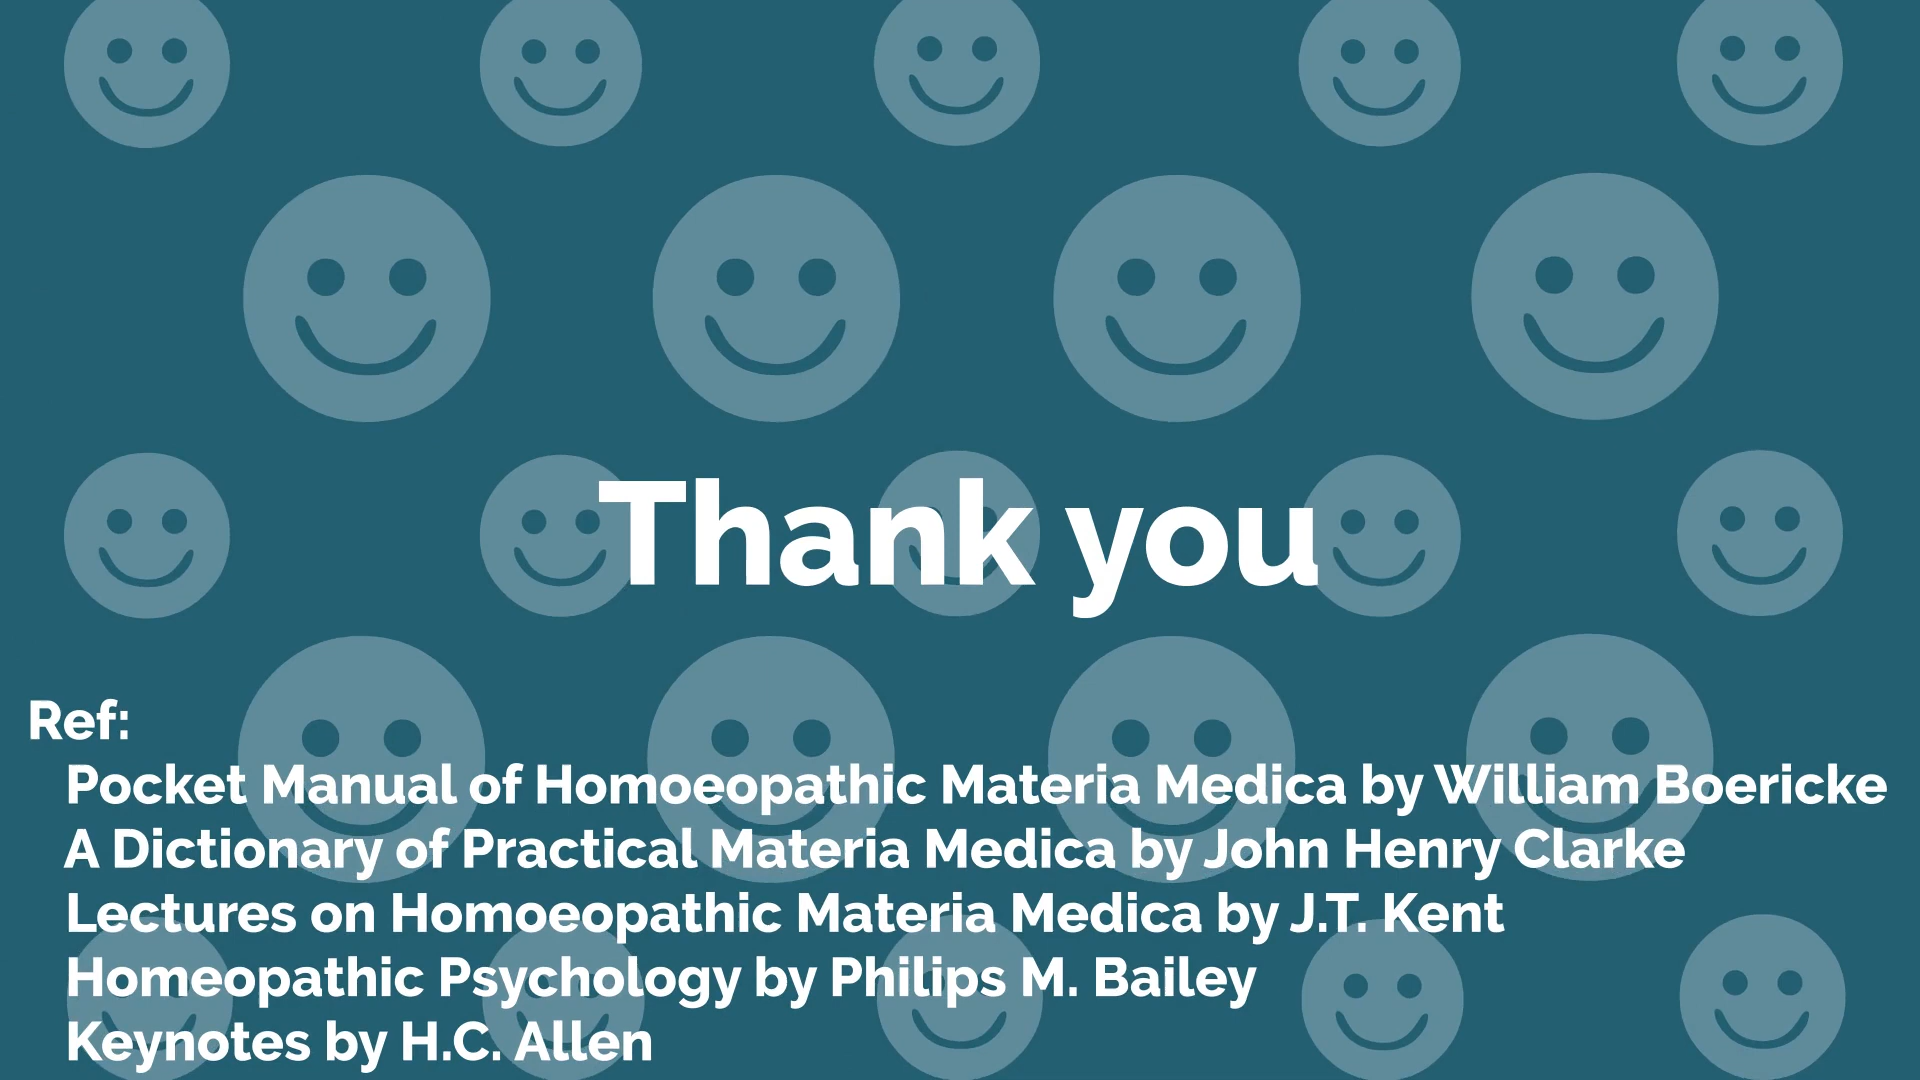 Thank you
Ref:
Pocket Manual of Homoeopathic Materia Medica by William Boericke
A Dictionary of Practical Materia Medica by John Henry Clarke
Lectures on Homoeopathic Materia Medica by J.T. Kent
Homeopathic Psychology by Philips M. Bailey
Keynotes by H.C. Allen